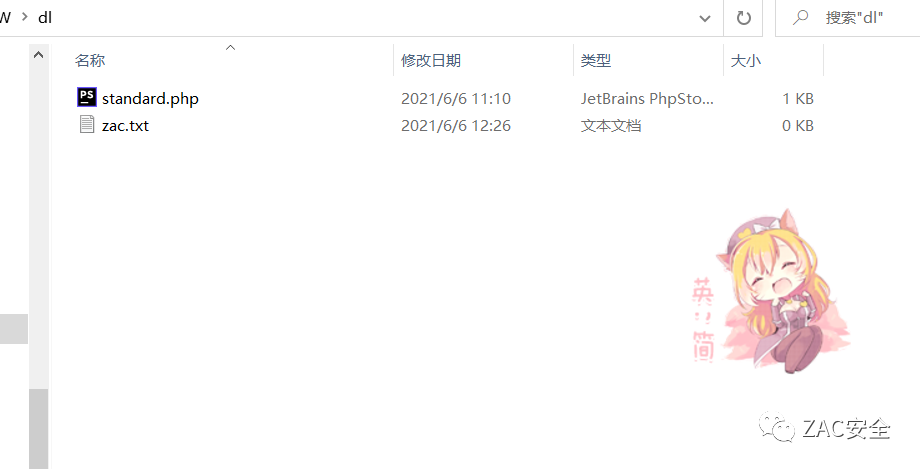 W > dl
搜索"dl"
名称 修改日期 类型 大小
standard.php 2021/6/6 11:10 JetBrains PhpSto... 1 KB
zac.txt 2021/6/6 12:26 文本文档 0 KB
PS
英
简
ZAC安全